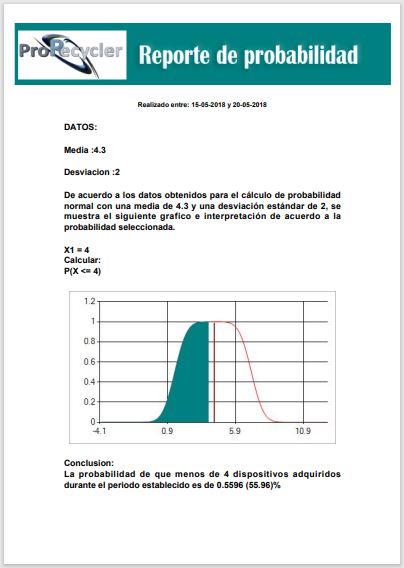 ProRecycler
Reporte de probabilidad
Realizado entre: 15-05-2018 y 20-05-2018
DATOS:
Media :4.3
Desviacion :2
De acuerdo a los datos obtenidos para el cálculo de probabilidad
normal con una media de 4.3 y una desviación estándar de 2, se
muestra el siguiente grafico e interpretación de acuerdo a la
probabilidad seleccionada.
X1 = 4
Calcular:
P(X <= 4)
1.2
1
0.8
0.6
0.4
0.2
0
-4.1 0.9 5.9 10.9
Conclusion:
La probabilidad de que menos de 4 dispositivos adquiridos
durante el periodo establecido es de 0.5596 (55.96)%